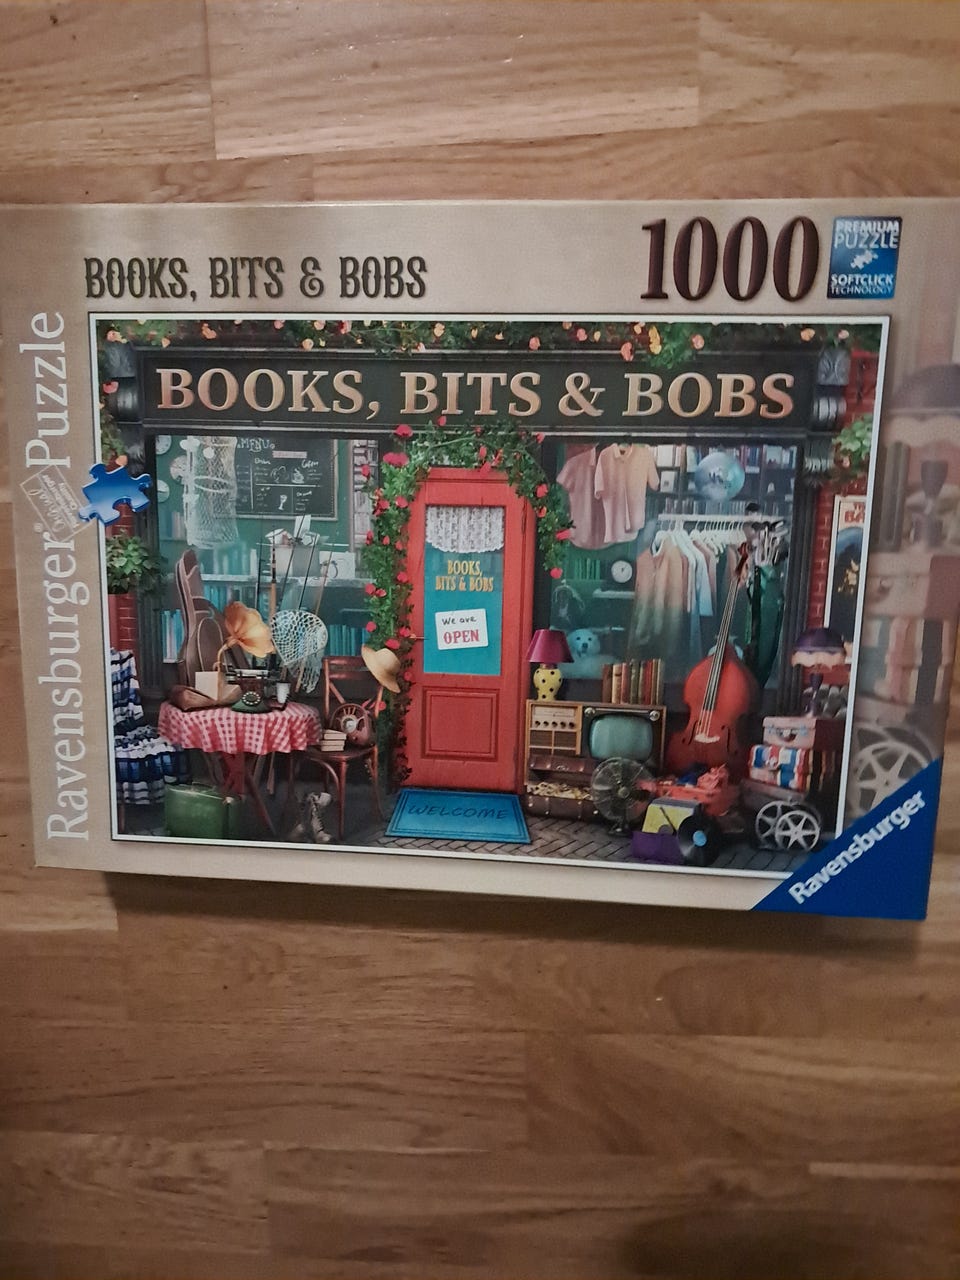 BOOKS, BITS & BOBS
1000
PREMIUM
PUZZLE
SOFTCLICK
TECHNOLOGY
Ravensburger® Puzzle
BOOKS, BITS & BOBS
MENU
BOOKS,
BITS & BOBS
We are
OPEN
WELCOME
Ravensburger